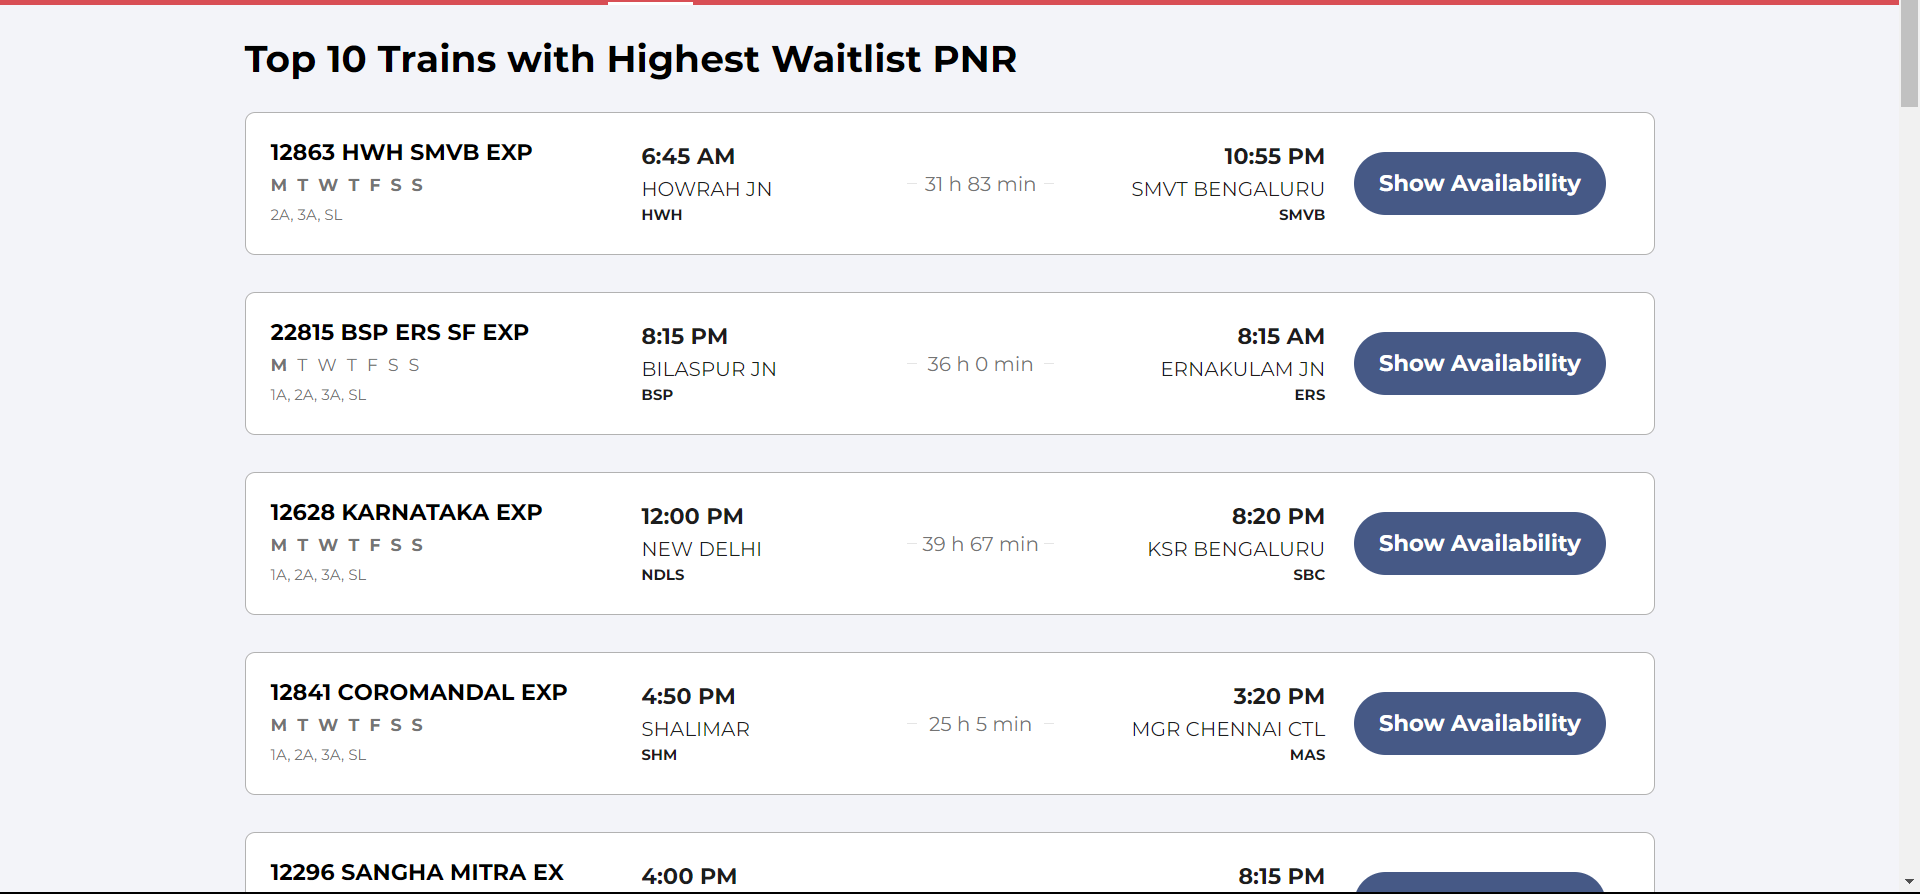 Top 10 Trains with Highest Waitlist PNR
12863 HWH SMVB EXP
M T W T F S S
2A, 3A, SL
6:45 AM
HOWRAH JN
HWH
31 h 83 min
10:55 PM
SMVT BENGALURU
SMVB
Show Availability
22815 BSP ERS SF EXP
M T W T F S S
1A, 2A, 3A, SL
8:15 PM
BILASPUR JN
BSP
36 h 0 min
8:15 AM
ERNAKULAM JN
ERS
Show Availability
12628 KARNATAKA EXP
M T W T F S S
1A, 2A, 3A, SL
12:00 PM
NEW DELHI
NDLS
39 h 67 min
8:20 PM
KSR BENGALURU
SBC
Show Availability
12841 COROMANDAL EXP
M T W T F S S
1A, 2A, 3A, SL
4:50 PM
SHALIMAR
SHM
25 h 5 min
3:20 PM
MGR CHENNAI CTL
MAS
Show Availability
12296 SANGHA MITRA EX
4:00 PM
8:15 PM